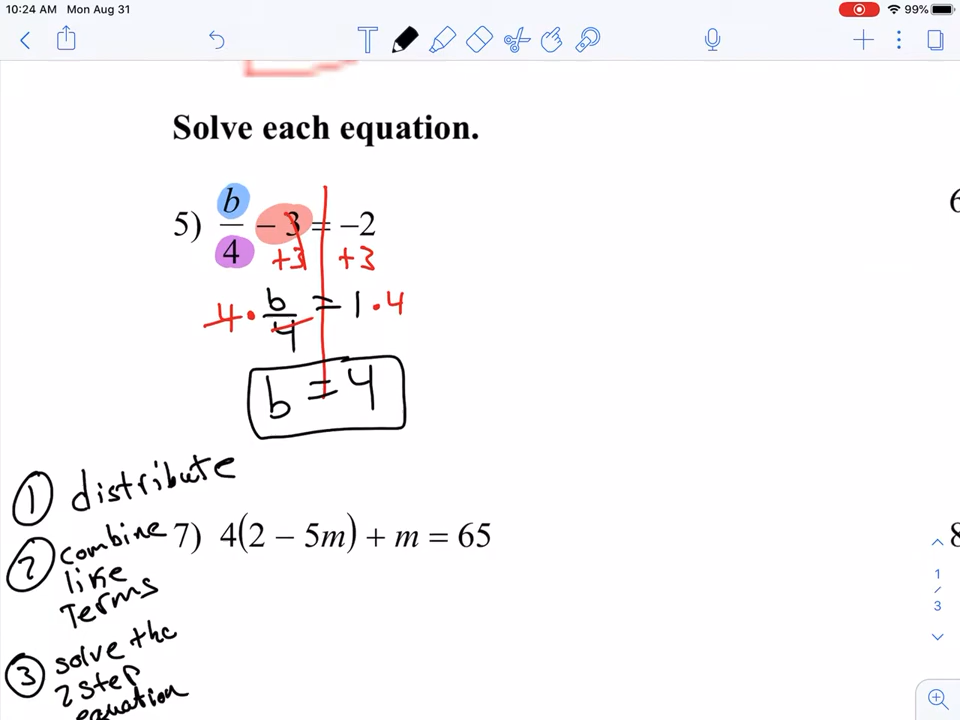 10:24 AM Mon Aug 31
99%
T
Solve each equation.
6
5) b/4 − 3 = −2
+3 +3
4 · b/4 = 1 · 4
b = 4
① distribute
7) 4(2 − 5m) + m = 65
8
② combine
like
Terms
1
/
3
③ solve the
2 step
equation